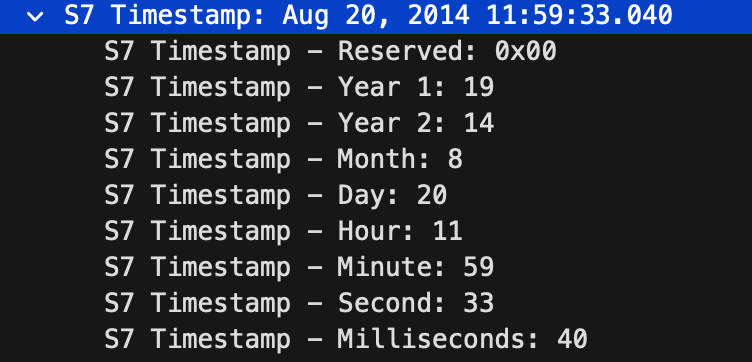 S7 Timestamp: Aug 20, 2014 11:59:33.040
S7 Timestamp – Reserved: 0x00
S7 Timestamp – Year 1: 19
S7 Timestamp – Year 2: 14
S7 Timestamp – Month: 8
S7 Timestamp – Day: 20
S7 Timestamp – Hour: 11
S7 Timestamp – Minute: 59
S7 Timestamp – Second: 33
S7 Timestamp – Milliseconds: 40